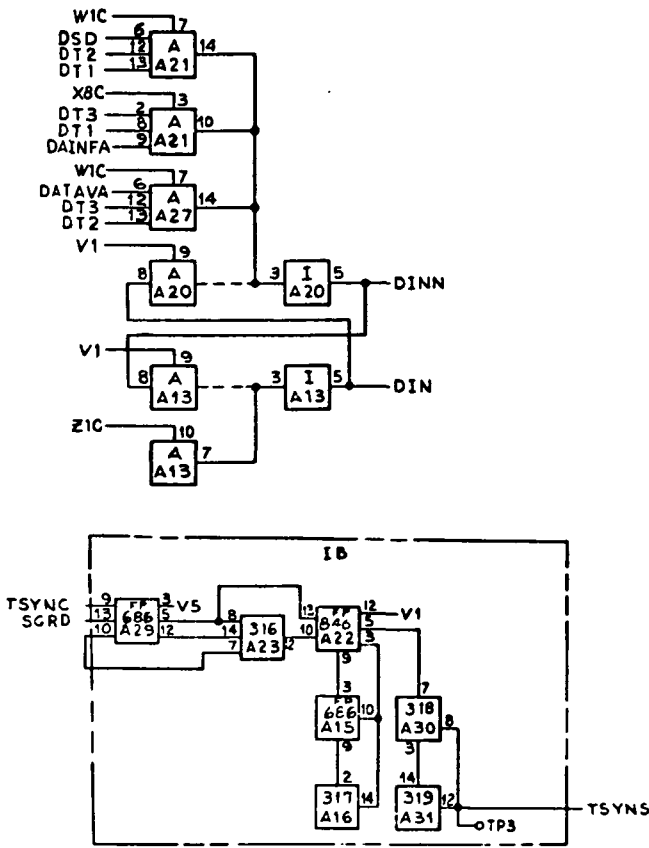 W1C
7
DSD 6
DT2 12 A 14
DT1 13 A21
X8C
3
DT3 2
DT1 8 A 10
DAINFA 9 A21
W1C
7
DATAVA 6
DT3 12 A 14
DT2 13 A27
V1
9
8 A 3 I 5 DINN
A20 A20
V1
9
8 A 3 I 5 DIN
A13 A13
Z1C
10
A 7
A13
IB
TSYNC 9 FF 3 V5
SGRD 13 686 5
10 A29 12
8
14 316
7 A23 12
13 FF 12 V1
10 846 5
A22 3
9
3
FF
686 10
A15
9
2
317
A16 14
7
318 8
A30
3
14
319 12 TSYNS
A31
TP3